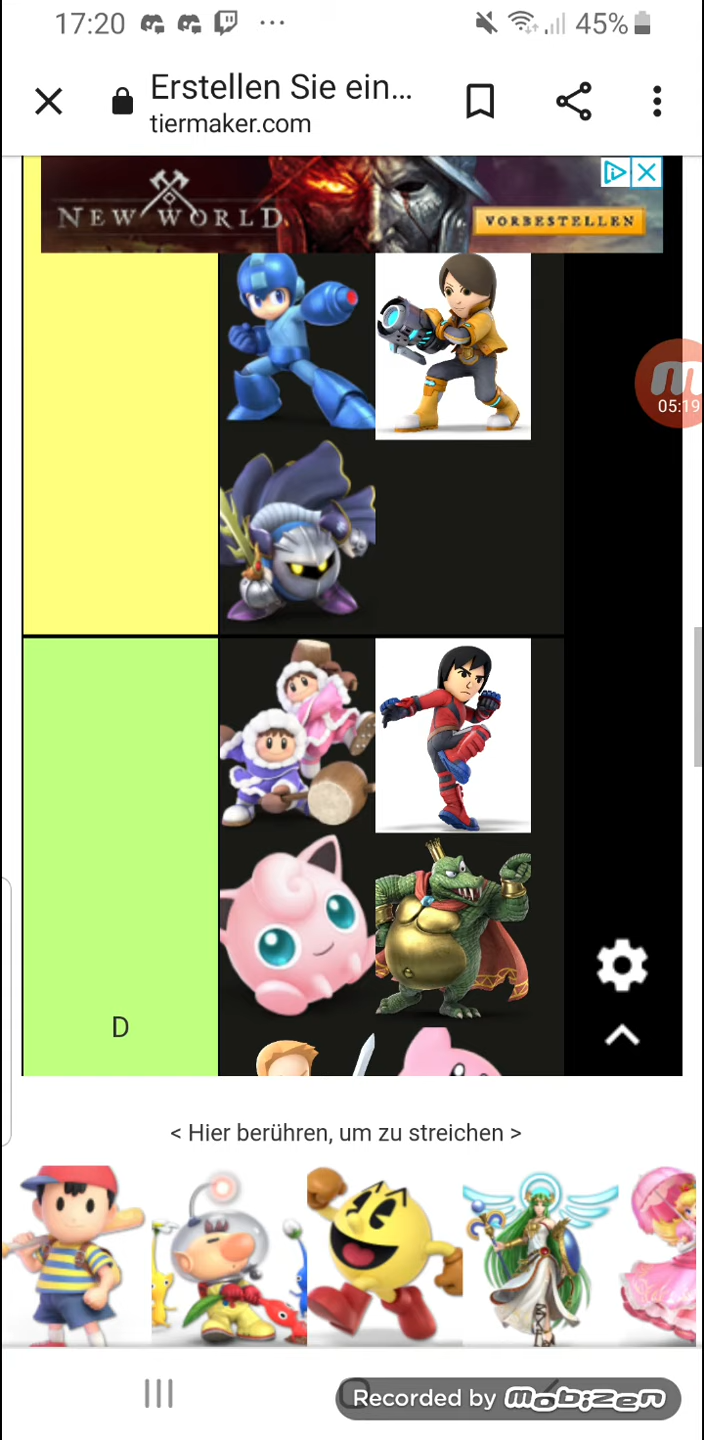 17:20
45%
Erstellen Sie ein...
tiermaker.com
NEW WORLD
VORBESTELLEN
05:19
D
< Hier berühren, um zu streichen >
Recorded by mobizen